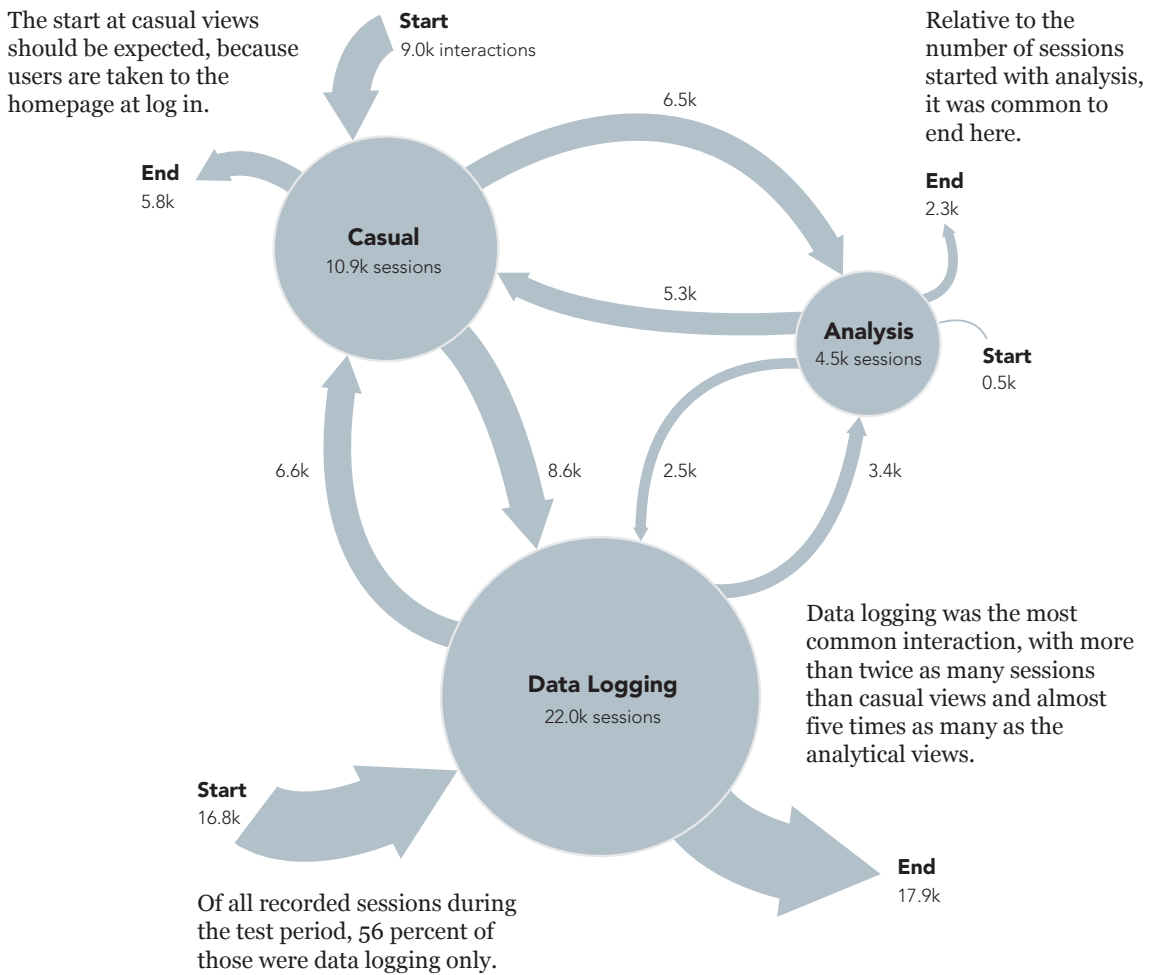 The start at casual views
should be expected, because
users are taken to the
homepage at log in.
Start
9.0k interactions
Relative to the
number of sessions
started with analysis,
it was common to
end here.
6.5k
End
5.8k
End
2.3k
Casual
10.9k sessions
5.3k
Analysis
4.5k sessions
Start
0.5k
6.6k
8.6k
2.5k
3.4k
Data logging was the most
common interaction, with more
than twice as many sessions
than casual views and almost
five times as many as the
analytical views.
Data Logging
22.0k sessions
Start
16.8k
End
17.9k
Of all recorded sessions during
the test period, 56 percent of
those were data logging only.